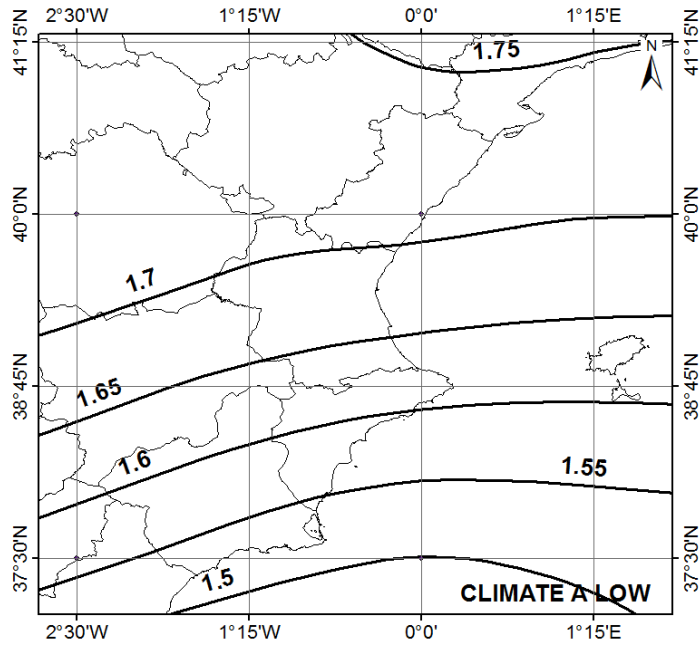 2°30'W 1°15'W 0°0' 1°15'E
41°15'N 41°15'N
N
1.75
40°0'N 40°0'N
1.7
38°45'N 38°45'N
1.65
1.6
1.55
37°30'N 37°30'N
1.5
CLIMATE A LOW
2°30'W 1°15'W 0°0' 1°15'E